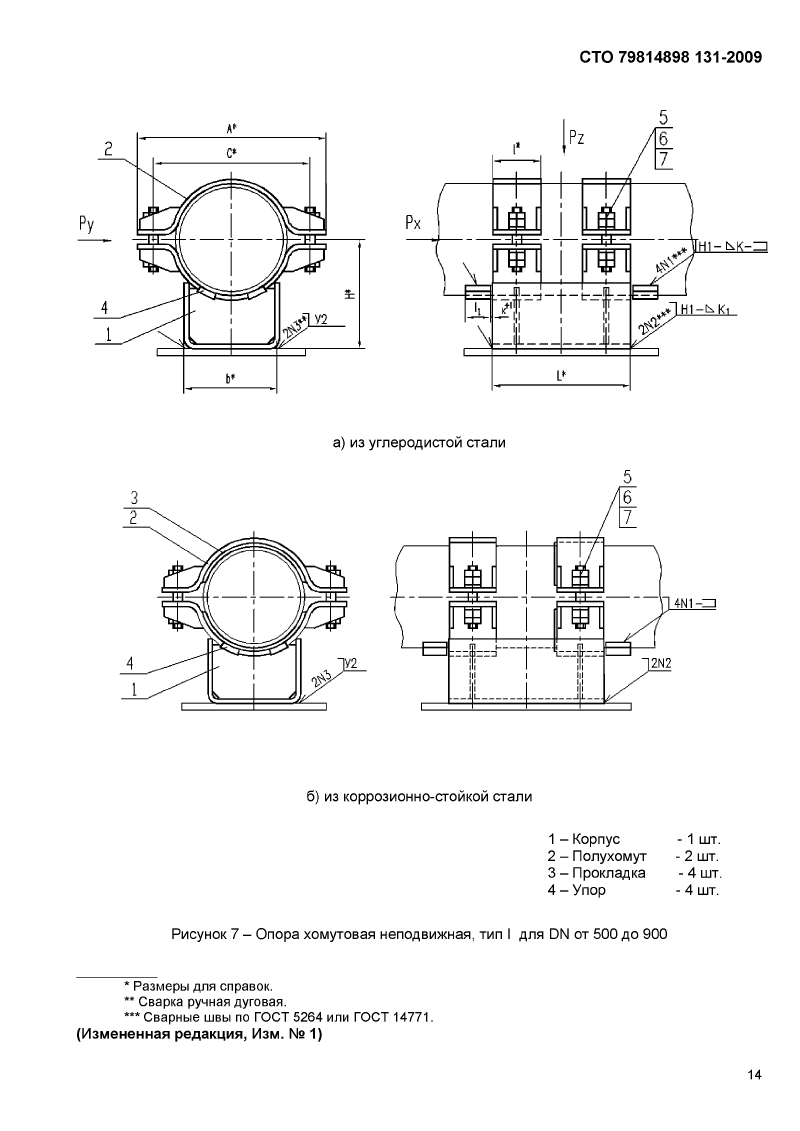 СТО 79814898 131-2009
A*
C*
2
Py
H*
4
1
2N3** У2
b*
5
6
7
Pz
l*
Px
Н1-⊿К-⊐
4N1***
l1
к+1
Н1-⊿К1
2N2***
L*
а) из углеродистой стали
3
2
4
1
2N3 У2
5
6
7
4N1-⊐
2N2
б) из коррозионно-стойкой стали
1 – Корпус - 1 шт.
2 – Полухомут - 2 шт.
3 – Прокладка - 4 шт.
4 – Упор - 4 шт.
Рисунок 7 – Опора хомутовая неподвижная, тип I для DN от 500 до 900
* Размеры для справок.
** Сварка ручная дуговая.
*** Сварные швы по ГОСТ 5264 или ГОСТ 14771.
(Измененная редакция, Изм. № 1)
14